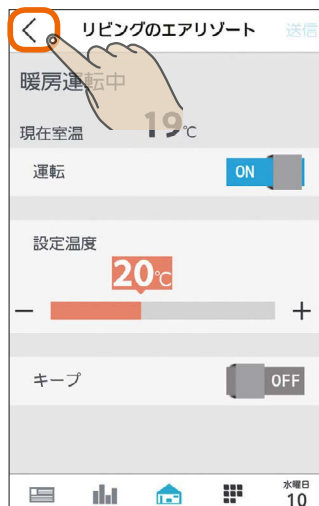 リビングのエアリゾート 送信
暖房運転中
現在室温 19℃
運転 ON
設定温度
20℃
− +
キープ OFF
水曜日
10